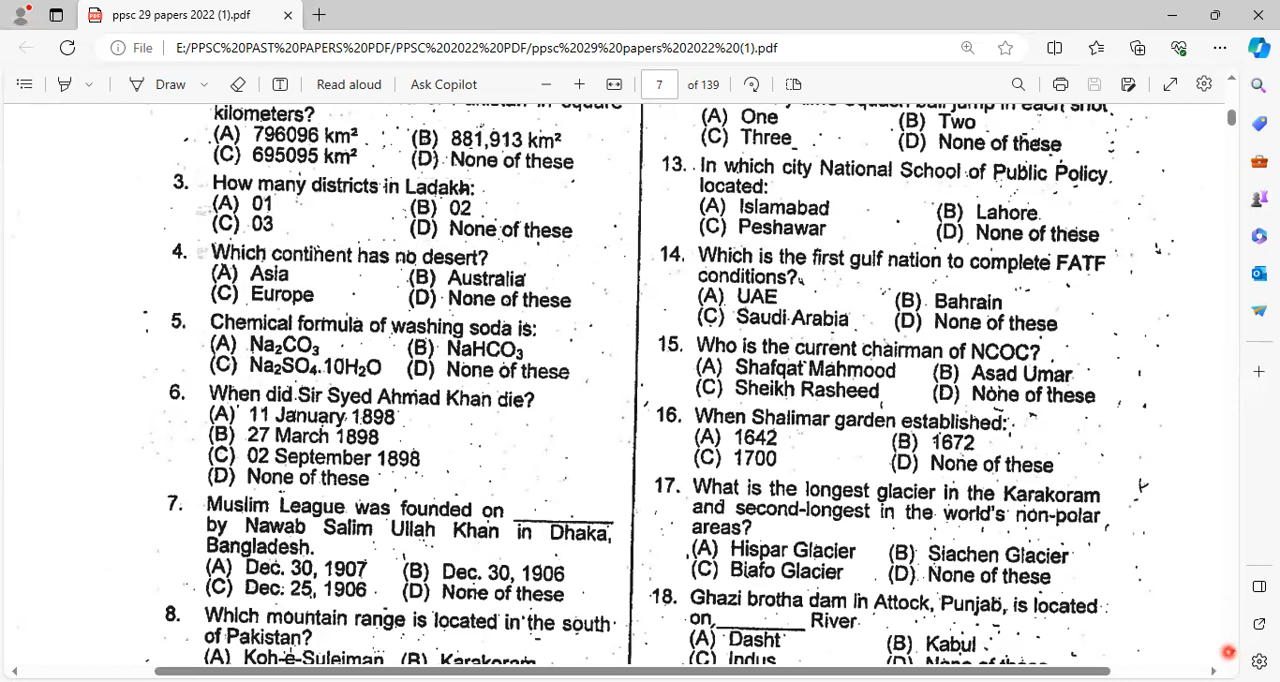 ppsc 29 papers 2022 (1).pdf
File
E:/PPSC%20PAST%20PAPERS%20PDF/PPSC%202022%20PDF/ppsc%2029%20papers%202022%20(1).pdf
Draw
Read aloud
Ask Copilot
7 of 139
kilometers?
(A) 796096 km² (B) 881,913 km²
(C) 695095 km² (D) None of these
3. How many districts in Ladakh:
(A) 01 (B) 02
(C) 03 (D) None of these
4. Which continent has no desert?
(A) Asia (B) Australia
(C) Europe (D) None of these
5. Chemical formula of washing soda is:
(A) Na₂CO₃ (B) NaHCO₃
(C) Na₂SO₄.10H₂O (D) None of these
6. When did Sir Syed Ahmad Khan die?
(A) 11 January 1898
(B) 27 March 1898
(C) 02 September 1898
(D) None of these
7. Muslim League was founded on ________
by Nawab Salim Ullah Khan in Dhaka,
Bangladesh.
(A) Dec. 30, 1907 (B) Dec. 30, 1906
(C) Dec. 25, 1906 (D) None of these
8. Which mountain range is located in the south
of Pakistan?
(A) Koh-e-Suleiman (B) Karakoram
(A) One (B) Two
(C) Three (D) None of these
13. In which city National School of Public Policy
located:
(A) Islamabad (B) Lahore
(C) Peshawar (D) None of these
14. Which is the first gulf nation to complete FATF
conditions?
(A) UAE (B) Bahrain
(C) Saudi Arabia (D) None of these
15. Who is the current chairman of NCOC?
(A) Shafqat Mahmood (B) Asad Umar
(C) Sheikh Rasheed (D) None of these
16. When Shalimar garden established:
(A) 1642 (B) 1672
(C) 1700 (D) None of these
17. What is the longest glacier in the Karakoram
and second-longest in the world's non-polar
areas?
(A) Hispar Glacier (B) Siachen Glacier
(C) Biafo Glacier (D) None of these
18. Ghazi brotha dam in Attock, Punjab, is located
on ________ River
(A) Dasht (B) Kabul
(C) Indus (D) None of these